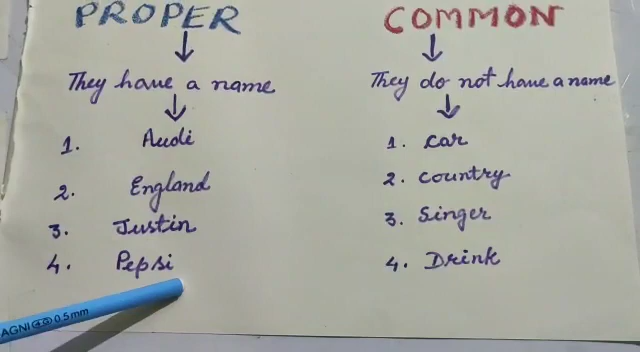 PROPER
They have a name
1. Audi
2. England
3. Justin
4. Pepsi
COMMON
They do not have a name
1. car
2. country
3. Singer
4. Drink
AGNI 0.5mm